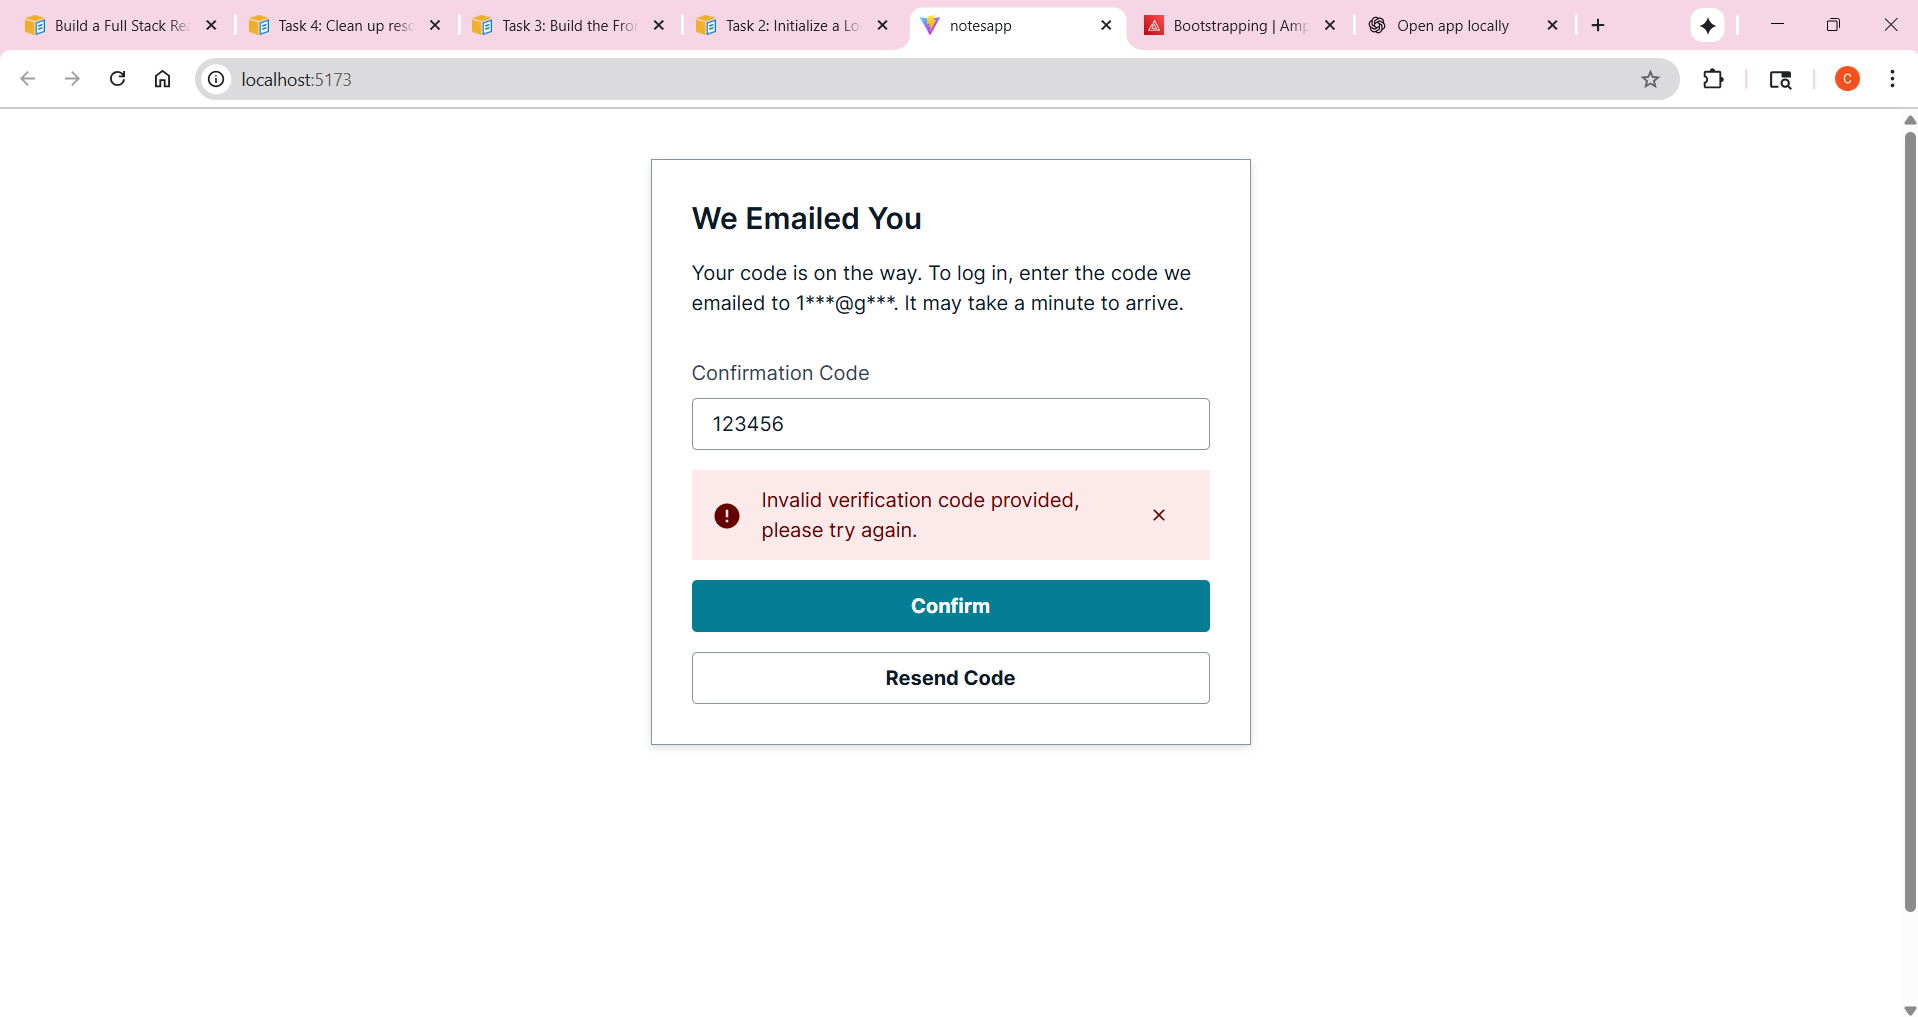 Build a Full Stack Rea
Task 4: Clean up reso
Task 3: Build the Fron
Task 2: Initialize a Lo
notesapp
Bootstrapping | Amp
Open app locally
localhost:5173
C
We Emailed You
Your code is on the way. To log in, enter the code we
emailed to 1***@g***. It may take a minute to arrive.
Confirmation Code
123456
Invalid verification code provided,
please try again.
Confirm
Resend Code